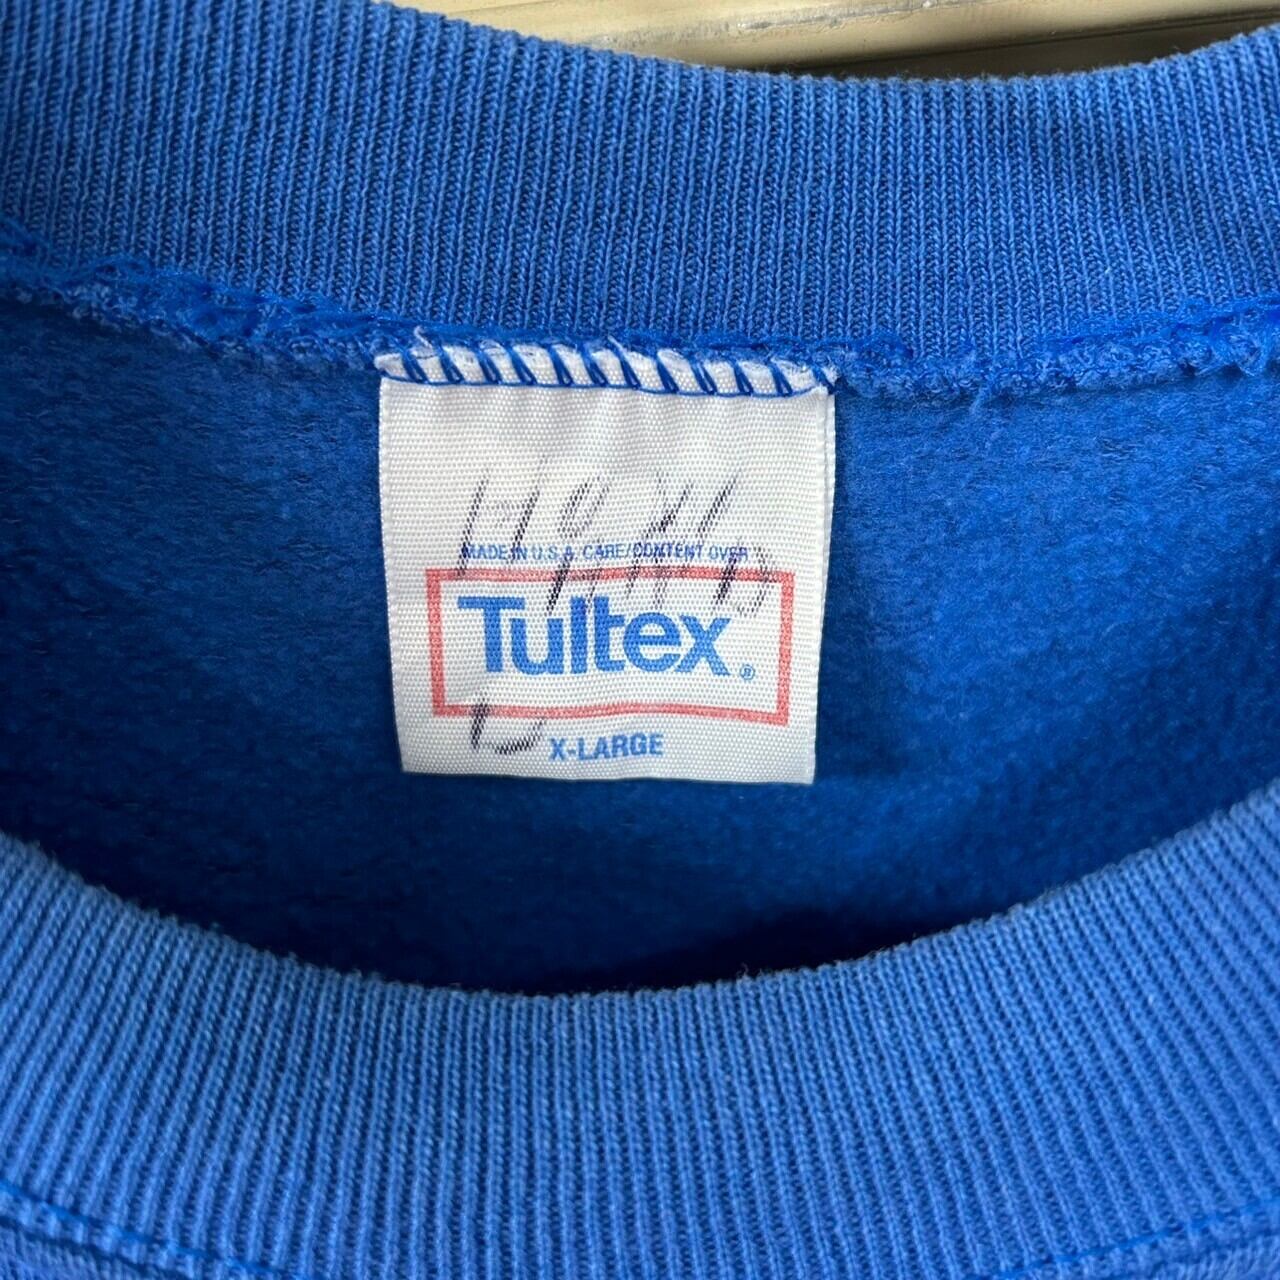 MADE IN U.S.A. CARE/CONTENT OVER
Tultex®
X-LARGE